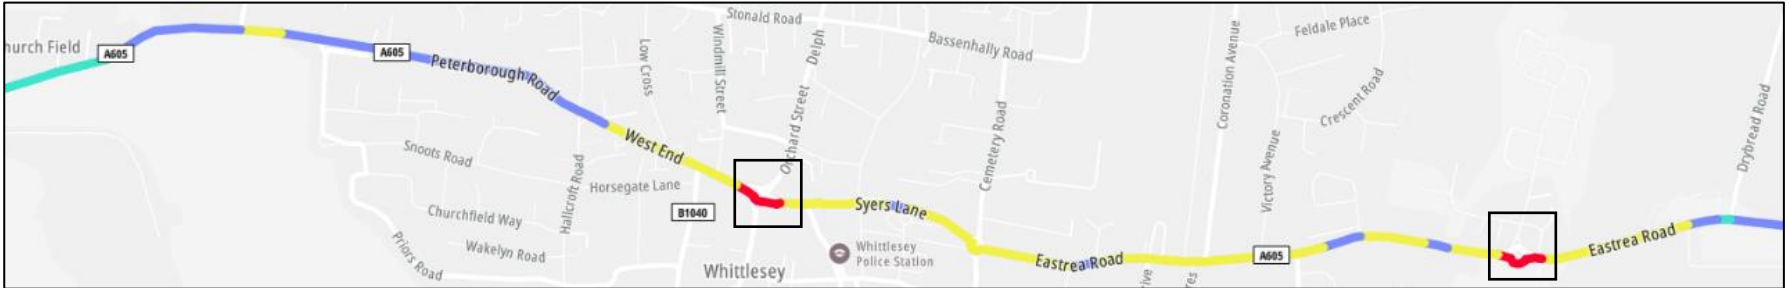 Stonald Road
Feldale Place
Bassenhally Road
A605
A605
Peterborough Road
Low Cross
Windmill Street
Delph
Orchard Street
Coronation Avenue
Crescent Road
Drybread Road
West End
Snoots Road
Hallcroft Road
Horsegate Lane
Cemetery Road
Victory Avenue
B1040
Syers Lane
Churchfield Way
Priors Road
Wakelyn Road
Whittlesey
Police Station
Whittlesey
Eastrea Road
A605
Eastrea Road
Field